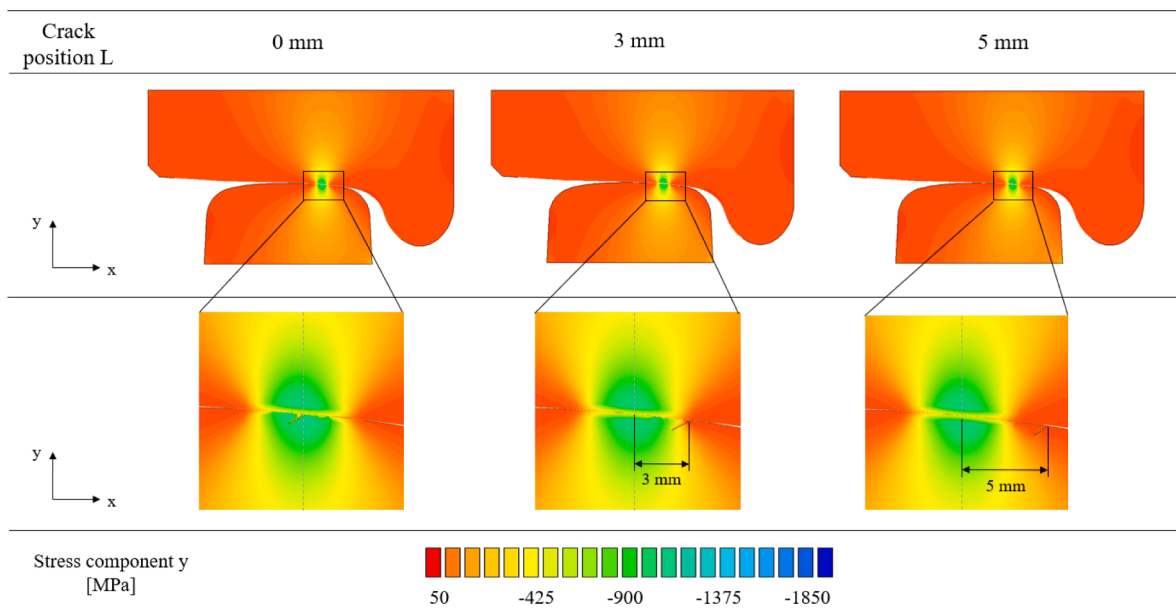 Crack
position L
0 mm
3 mm
5 mm
y
x
y
x
3 mm
5 mm
Stress component y
[MPa]
50
-425
-900
-1375
-1850